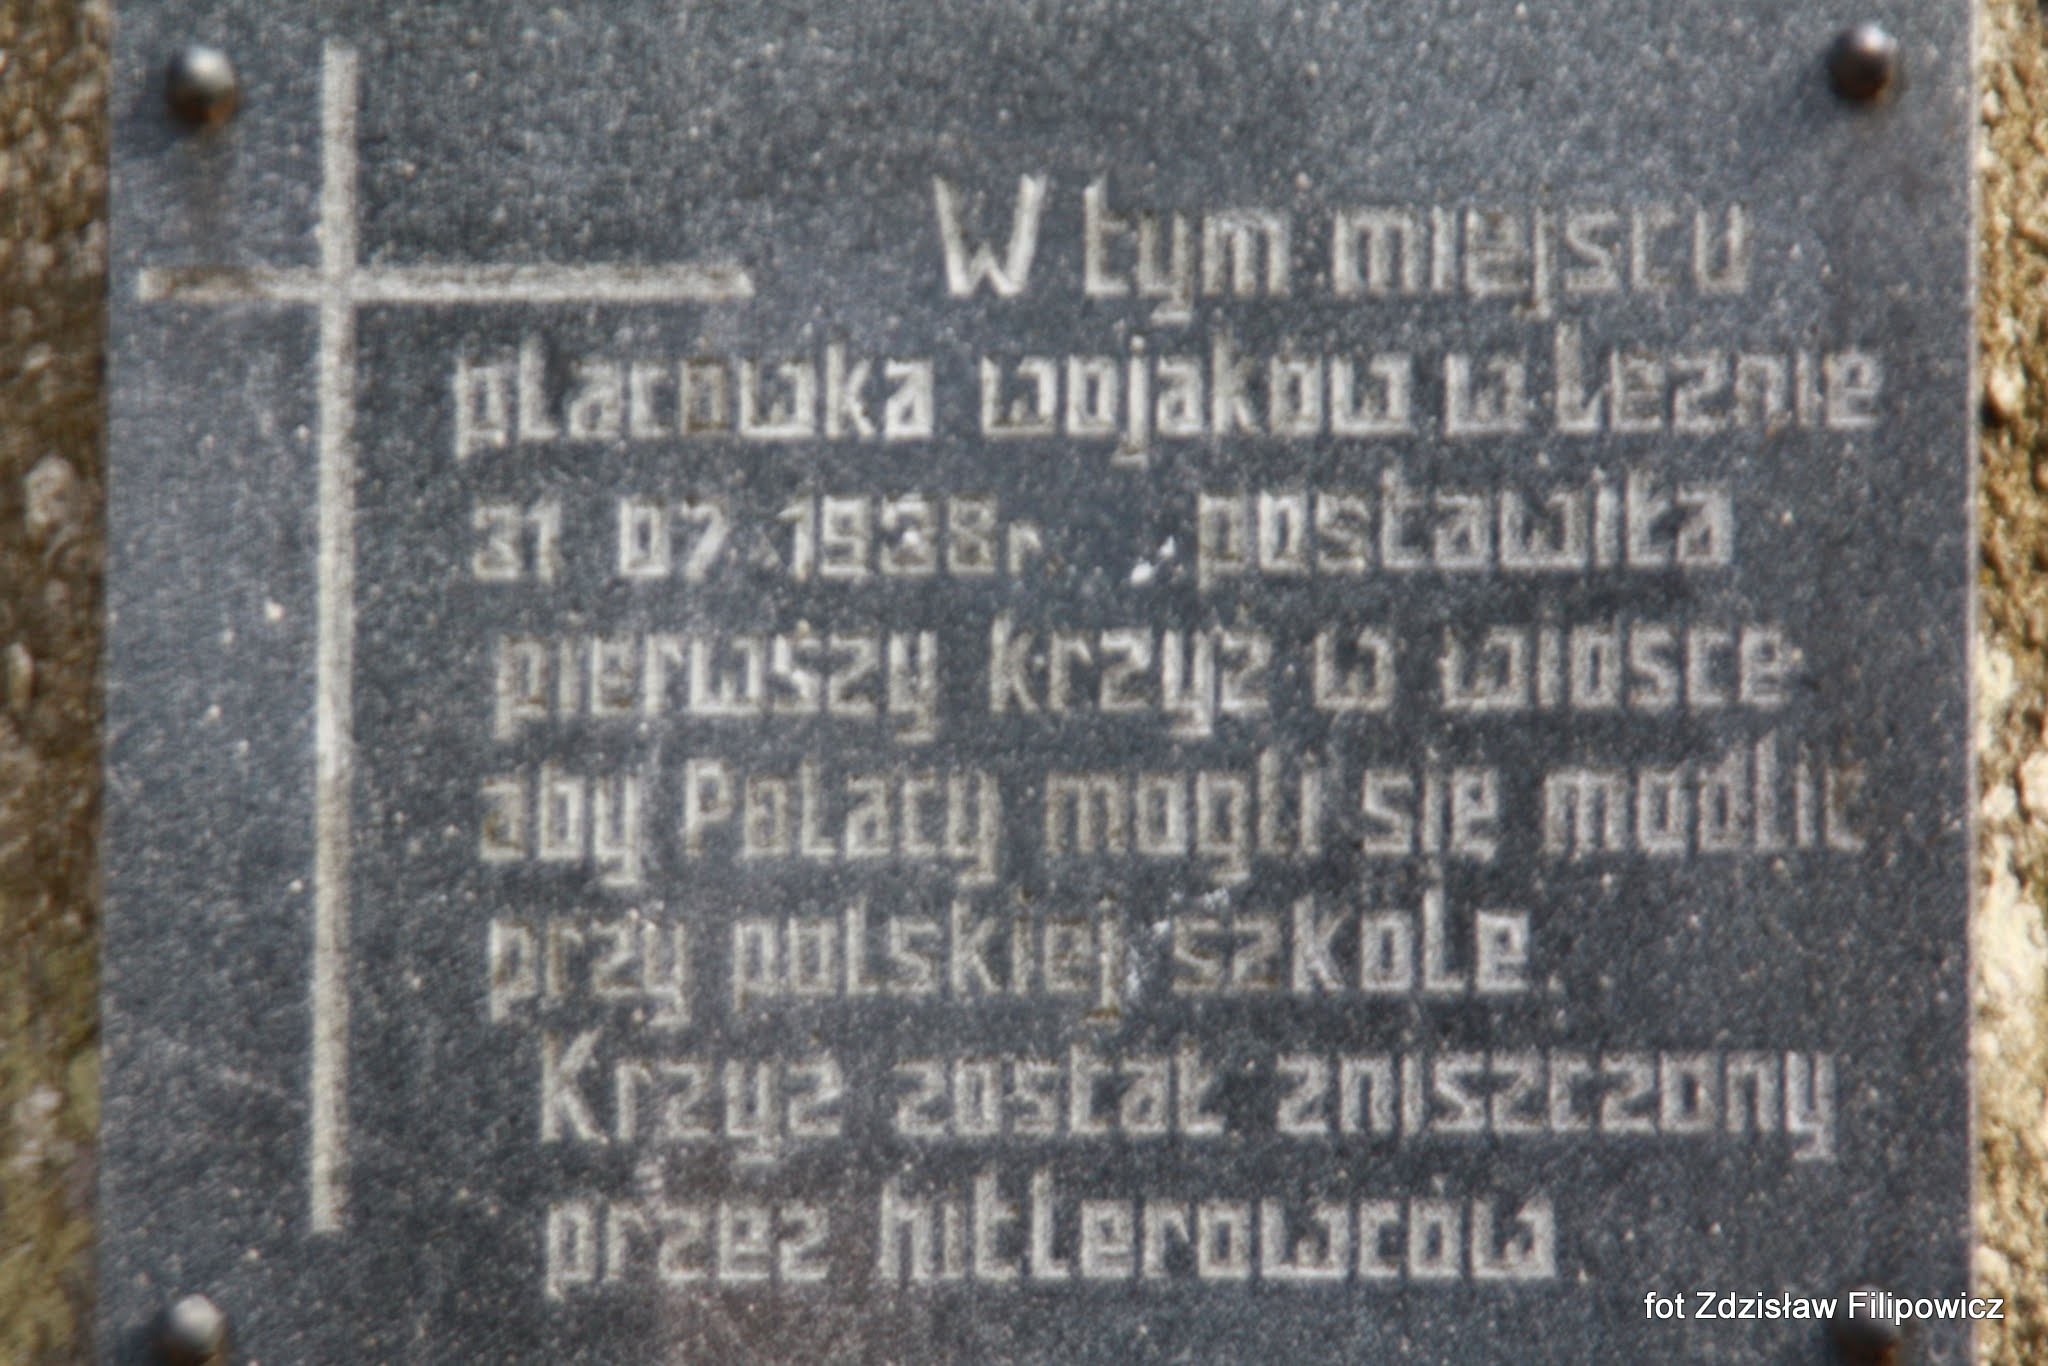 W tym miejscu
placówka wojaków w Łężnie
31 07 1938r. postawiła
pierwszy krzyż w wiosce
aby Polacy mogli się modlić
przy polskiej szkole.
Krzyż został zniszczony
przez hitlerowców.
fot Zdzisław Filipowicz